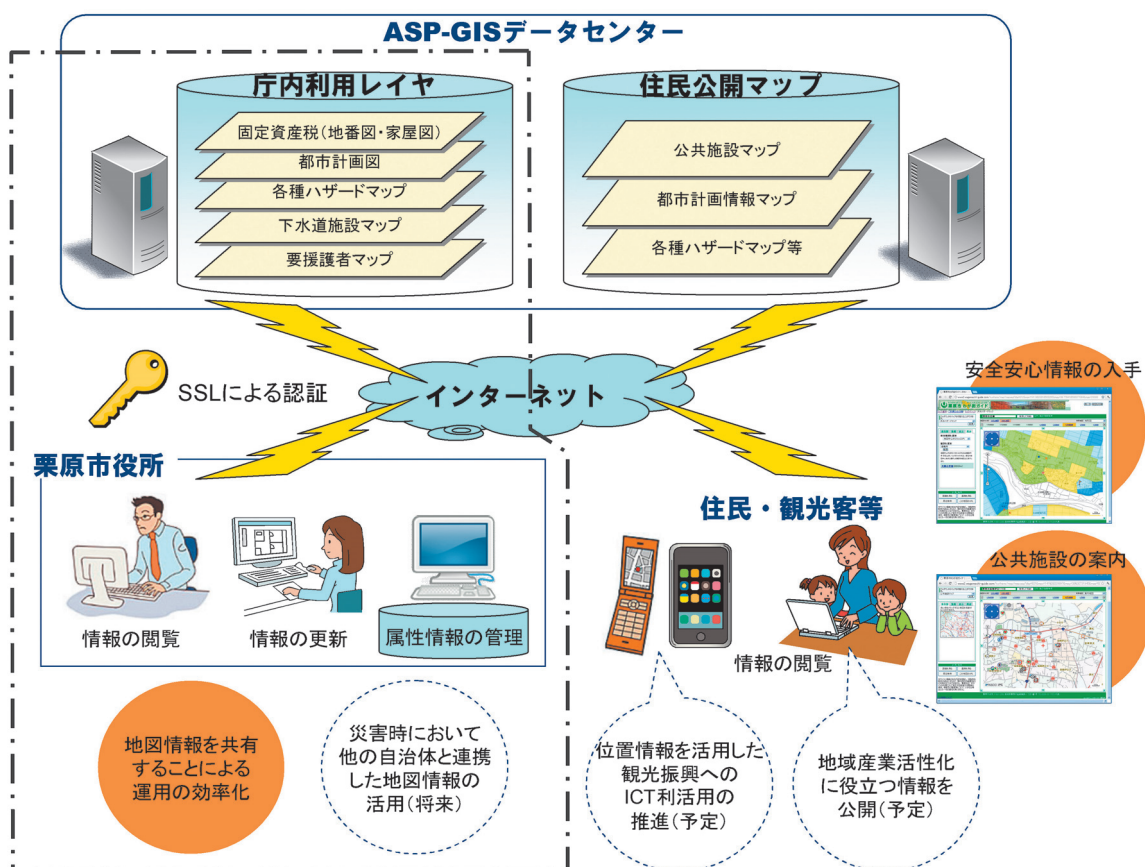 ASP-GISデータセンター
庁内利用レイヤ
固定資産税(地番図・家屋図)
都市計画図
各種ハザードマップ
下水道施設マップ
要援護者マップ
住民公開マップ
公共施設マップ
都市計画情報マップ
各種ハザードマップ等
SSLによる認証
インターネット
安全安心情報の入手
栗原市役所
情報の閲覧
情報の更新
属性情報の管理
住民・観光客等
情報の閲覧
公共施設の案内
地図情報を共有
することによる
運用の効率化
災害時において
他の自治体と連携
した地図情報の
活用(将来)
位置情報を活用した
観光振興への
ICT利活用の
推進(予定)
地域産業活性化
に役立つ情報を
公開(予定)